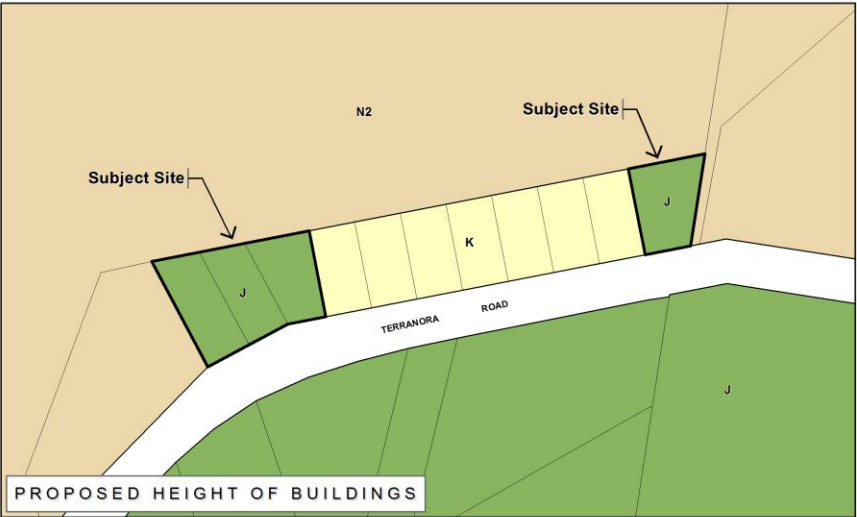 N2
Subject Site
Subject Site
J
K
J
TERRANORA ROAD
J
PROPOSED HEIGHT OF BUILDINGS